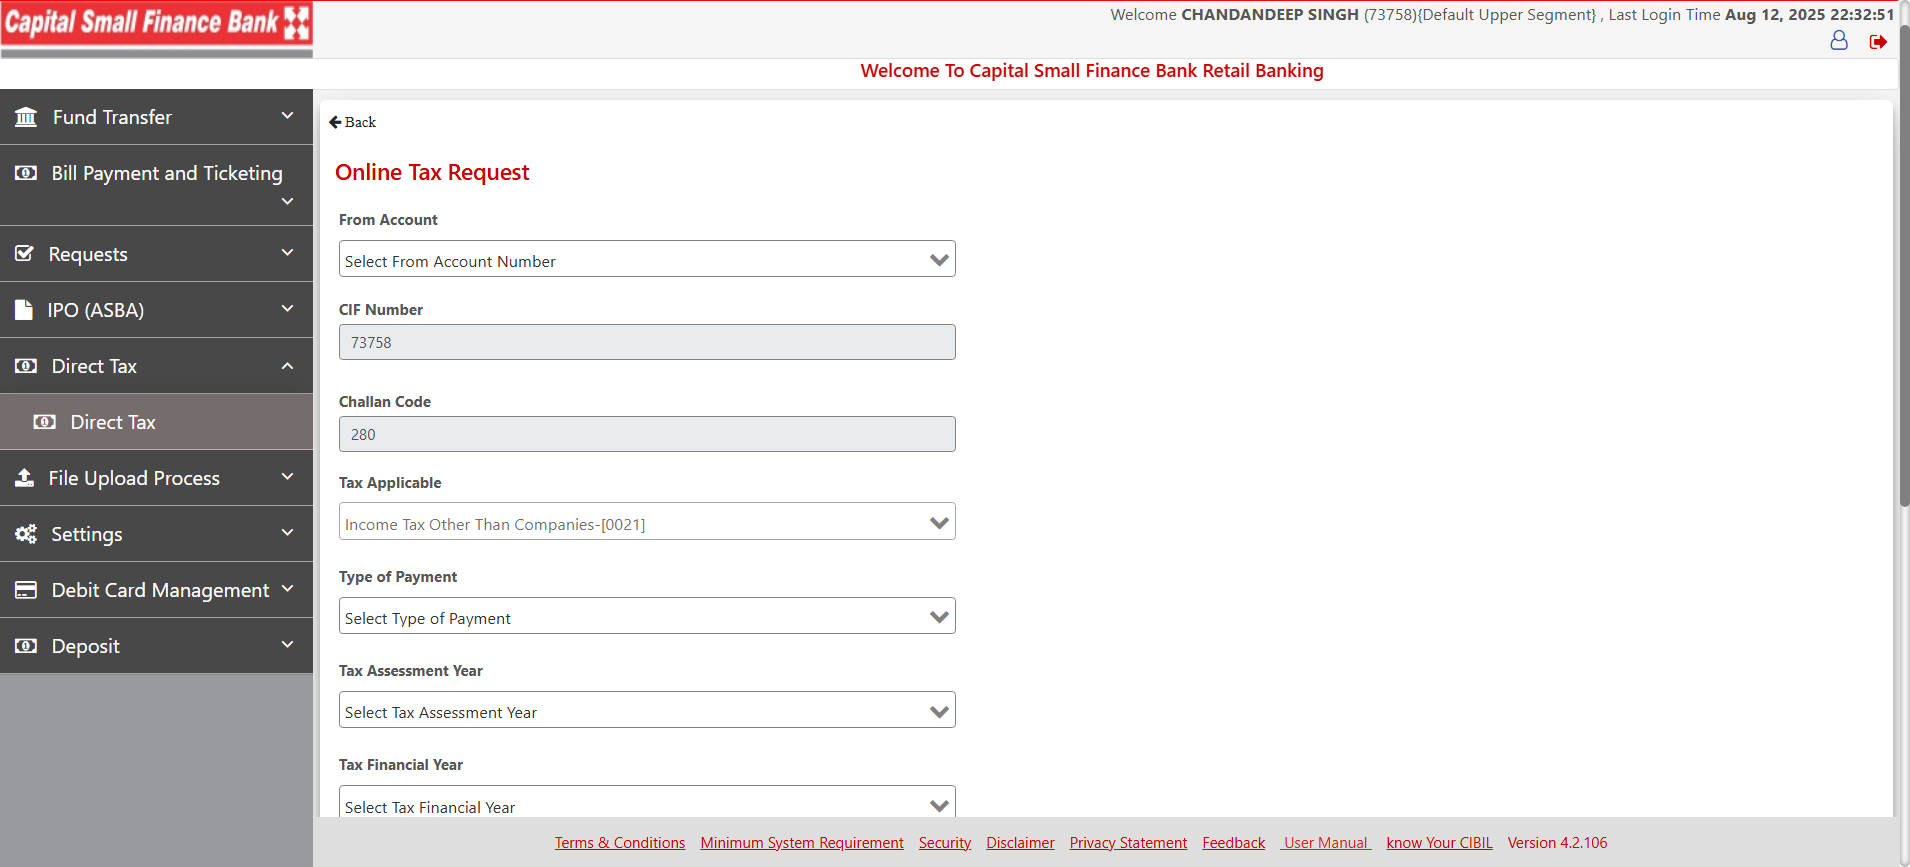 Capital Small Finance Bank
Welcome CHANDANDEEP SINGH (73758){Default Upper Segment} , Last Login Time Aug 12, 2025 22:32:51
Welcome To Capital Small Finance Bank Retail Banking
Fund Transfer
Bill Payment and Ticketing
Requests
IPO (ASBA)
Direct Tax
Direct Tax
File Upload Process
Settings
Debit Card Management
Deposit
Back
Online Tax Request
From Account
Select From Account Number
CIF Number
73758
Challan Code
280
Tax Applicable
Income Tax Other Than Companies-[0021]
Type of Payment
Select Type of Payment
Tax Assessment Year
Select Tax Assessment Year
Tax Financial Year
Select Tax Financial Year
Terms & Conditions Minimum System Requirement Security Disclaimer Privacy Statement Feedback User Manual know Your CIBIL Version 4.2.106